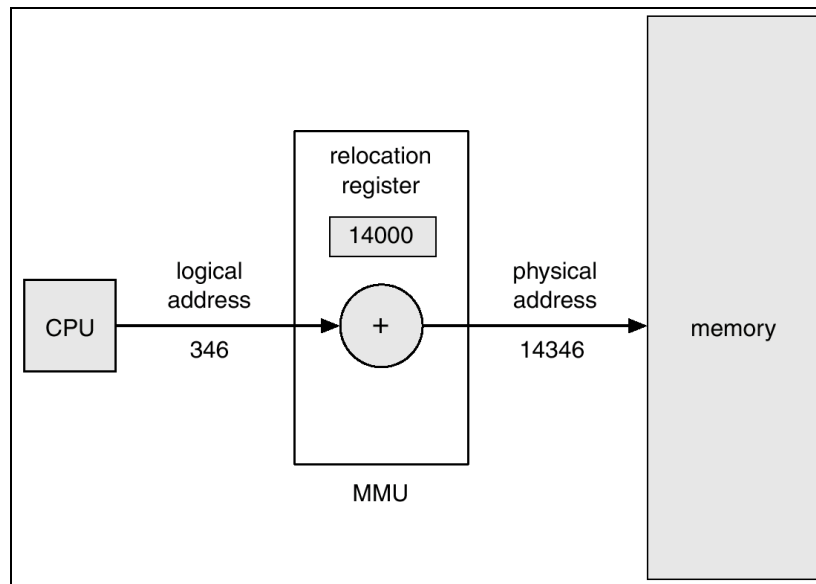 relocation
register
14000
logical
address
346
CPU
+
physical
address
14346
memory
MMU